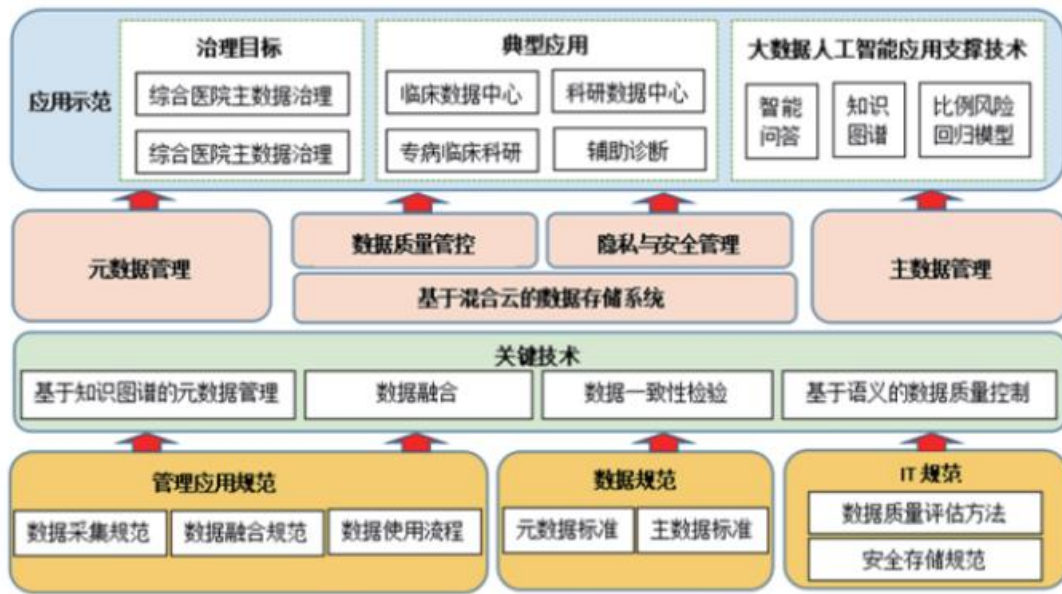 应用示范
治理目标
综合医院主数据治理
综合医院主数据治理
典型应用
临床数据中心
科研数据中心
专病临床科研
辅助诊断
大数据人工智能应用支撑技术
智能
问答
知识
图谱
比例风险
回归模型
元数据管理
数据质量管控
隐私与安全管理
基于混合云的数据存储系统
主数据管理
关键技术
基于知识图谱的元数据管理
数据融合
数据一致性检验
基于语义的数据质量控制
管理应用规范
数据采集规范
数据融合规范
数据使用流程
数据规范
元数据标准
主数据标准
IT 规范
数据质量评估方法
安全存储规范